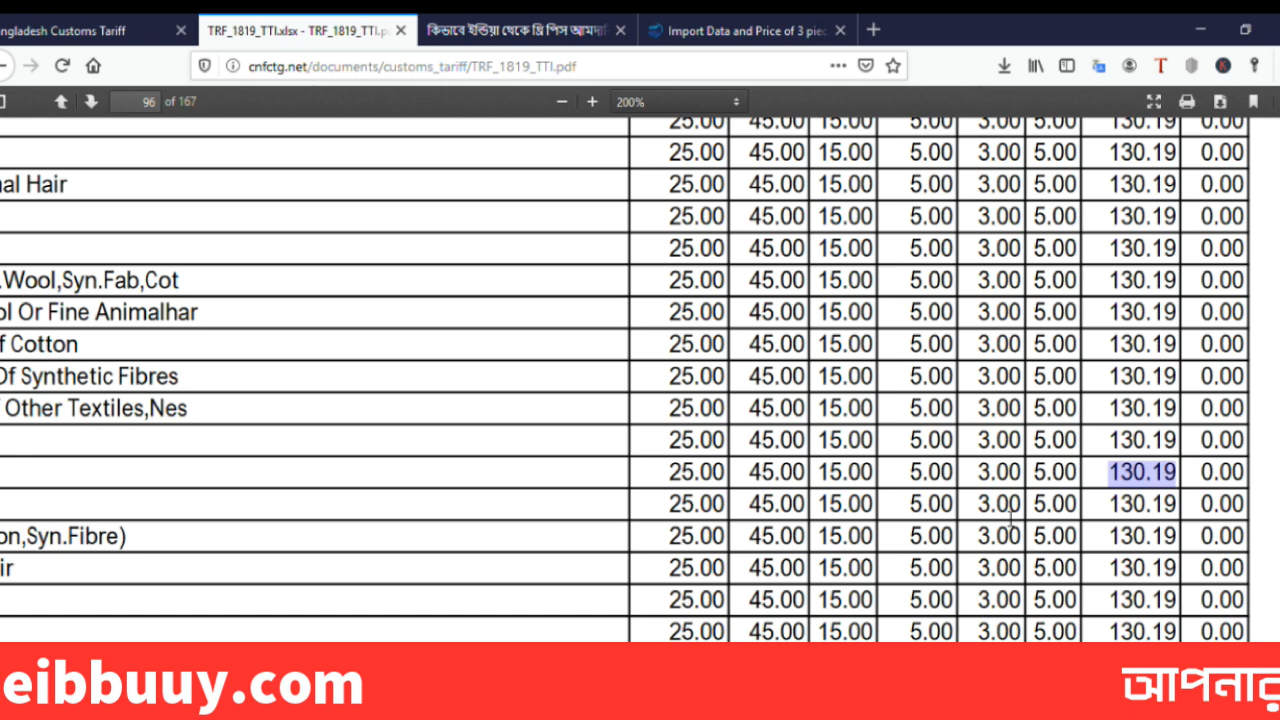 ngladesh Customs Tariff
TRF_1819_TTI.xlsx - TRF_1819_TTI.p
কিভাবে ইন্ডিয়া থেকে থ্রি পিস আমদা
Import Data and Price of 3 pie
cnfctg.net/documents/customs_tariff/TRF_1819_TTI.pdf
96 of 167
200%
25.00 45.00 15.00 5.00 3.00 5.00 130.19 0.00
25.00 45.00 15.00 5.00 3.00 5.00 130.19 0.00
al Hair 25.00 45.00 15.00 5.00 3.00 5.00 130.19 0.00
25.00 45.00 15.00 5.00 3.00 5.00 130.19 0.00
25.00 45.00 15.00 5.00 3.00 5.00 130.19 0.00
.Wool,Syn.Fab,Cot 25.00 45.00 15.00 5.00 3.00 5.00 130.19 0.00
ol Or Fine Animalhar 25.00 45.00 15.00 5.00 3.00 5.00 130.19 0.00
f Cotton 25.00 45.00 15.00 5.00 3.00 5.00 130.19 0.00
Of Synthetic Fibres 25.00 45.00 15.00 5.00 3.00 5.00 130.19 0.00
Other Textiles,Nes 25.00 45.00 15.00 5.00 3.00 5.00 130.19 0.00
25.00 45.00 15.00 5.00 3.00 5.00 130.19 0.00
25.00 45.00 15.00 5.00 3.00 5.00 130.19 0.00
25.00 45.00 15.00 5.00 3.00 5.00 130.19 0.00
on,Syn.Fibre) 25.00 45.00 15.00 5.00 3.00 5.00 130.19 0.00
ir 25.00 45.00 15.00 5.00 3.00 5.00 130.19 0.00
25.00 45.00 15.00 5.00 3.00 5.00 130.19 0.00
25.00 45.00 15.00 5.00 3.00 5.00 130.19 0.00
eibbuuy.com
আপনার